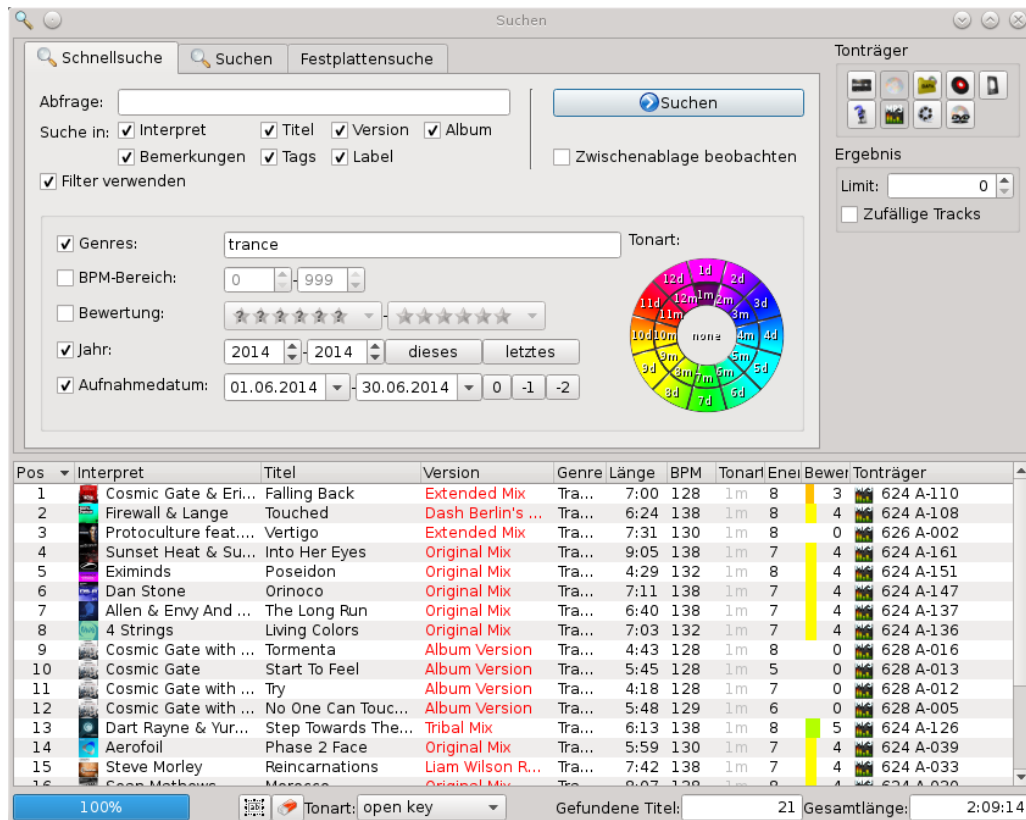 Suchen
Schnellsuche Suchen Festplattensuche
Tonträger
Abfrage:
Suchen
Suche in: Interpret Titel Version Album
Bemerkungen Tags Label
Zwischenablage beobachten
Filter verwenden
Ergebnis
Limit: 0
Zufällige Tracks
Genres: trance
Tonart:
BPM-Bereich: 0 - 999
Bewertung: -
Jahr: 2014 - 2014 dieses letztes
Aufnahmedatum: 01.06.2014 - 30.06.2014 0 -1 -2
1d 2d 3d 4d 5d 6d 7d 8d 9d 10d 11d 12d
1m 2m 3m 4m 5m 6m 7m 8m 9m 10m 11m 12m
none
Pos Interpret Titel Version Genre Länge BPM Tonart Ener Bewer Tonträger
1 Cosmic Gate & Eri... Falling Back Extended Mix Tra... 7:00 128 1m 8 3 624 A-110
2 Firewall & Lange Touched Dash Berlin's ... Tra... 6:24 138 1m 8 4 624 A-108
3 Protoculture feat.... Vertigo Extended Mix Tra... 7:31 130 1m 8 0 626 A-002
4 Sunset Heat & Su... Into Her Eyes Original Mix Tra... 9:05 138 1m 7 4 624 A-161
5 Eximinds Poseidon Original Mix Tra... 4:29 132 1m 7 4 624 A-151
6 Dan Stone Orinoco Original Mix Tra... 7:11 138 1m 7 4 624 A-147
7 Allen & Envy And ... The Long Run Original Mix Tra... 6:40 138 1m 7 4 624 A-137
8 4 Strings Living Colors Original Mix Tra... 7:03 132 1m 7 4 624 A-136
9 Cosmic Gate with ... Tormenta Album Version Tra... 4:43 128 1m 8 0 628 A-016
10 Cosmic Gate Start To Feel Album Version Tra... 5:45 128 1m 5 0 628 A-013
11 Cosmic Gate with ... Try Album Version Tra... 4:18 128 1m 7 0 628 A-012
12 Cosmic Gate with ... No One Can Touc... Album Version Tra... 5:48 129 1m 6 0 628 A-005
13 Dart Rayne & Yur... Step Towards The... Tribal Mix Tra... 6:13 138 1m 8 5 624 A-126
14 Aerofoil Phase 2 Face Original Mix Tra... 5:59 130 1m 7 4 624 A-039
15 Steve Morley Reincarnations Liam Wilson R... Tra... 7:42 138 1m 7 4 624 A-033
16 Sean Mathews Morocco Original Mix Tra... 8:07 138 1m 8 4 624 A-020
100% Tonart: open key Gefundene Titel: 21 Gesamtlänge: 2:09:14